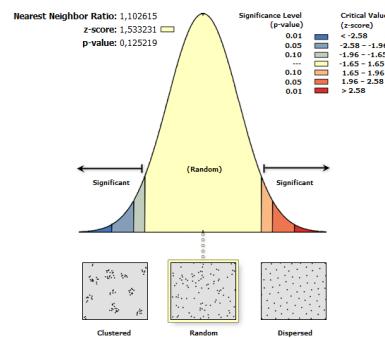 Nearest Neighbor Ratio: 1,102615
z-score: 1,533231
p-value: 0,125219
Significance Level
(p-value)
Critical Value
(z-score)
0.01 < -2.58
0.05 -2.58 - -1.96
0.10 -1.96 - -1.65
--- -1.65 - 1.65
0.10 1.65 - 1.96
0.05 1.96 - 2.58
0.01 > 2.58
(Random)
Significant
Significant
Clustered
Random
Dispersed